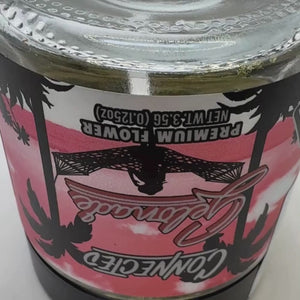 CONNECTED
Gelonade
PREMIUM FLOWER
NET WT. 3.5G (0.125OZ)